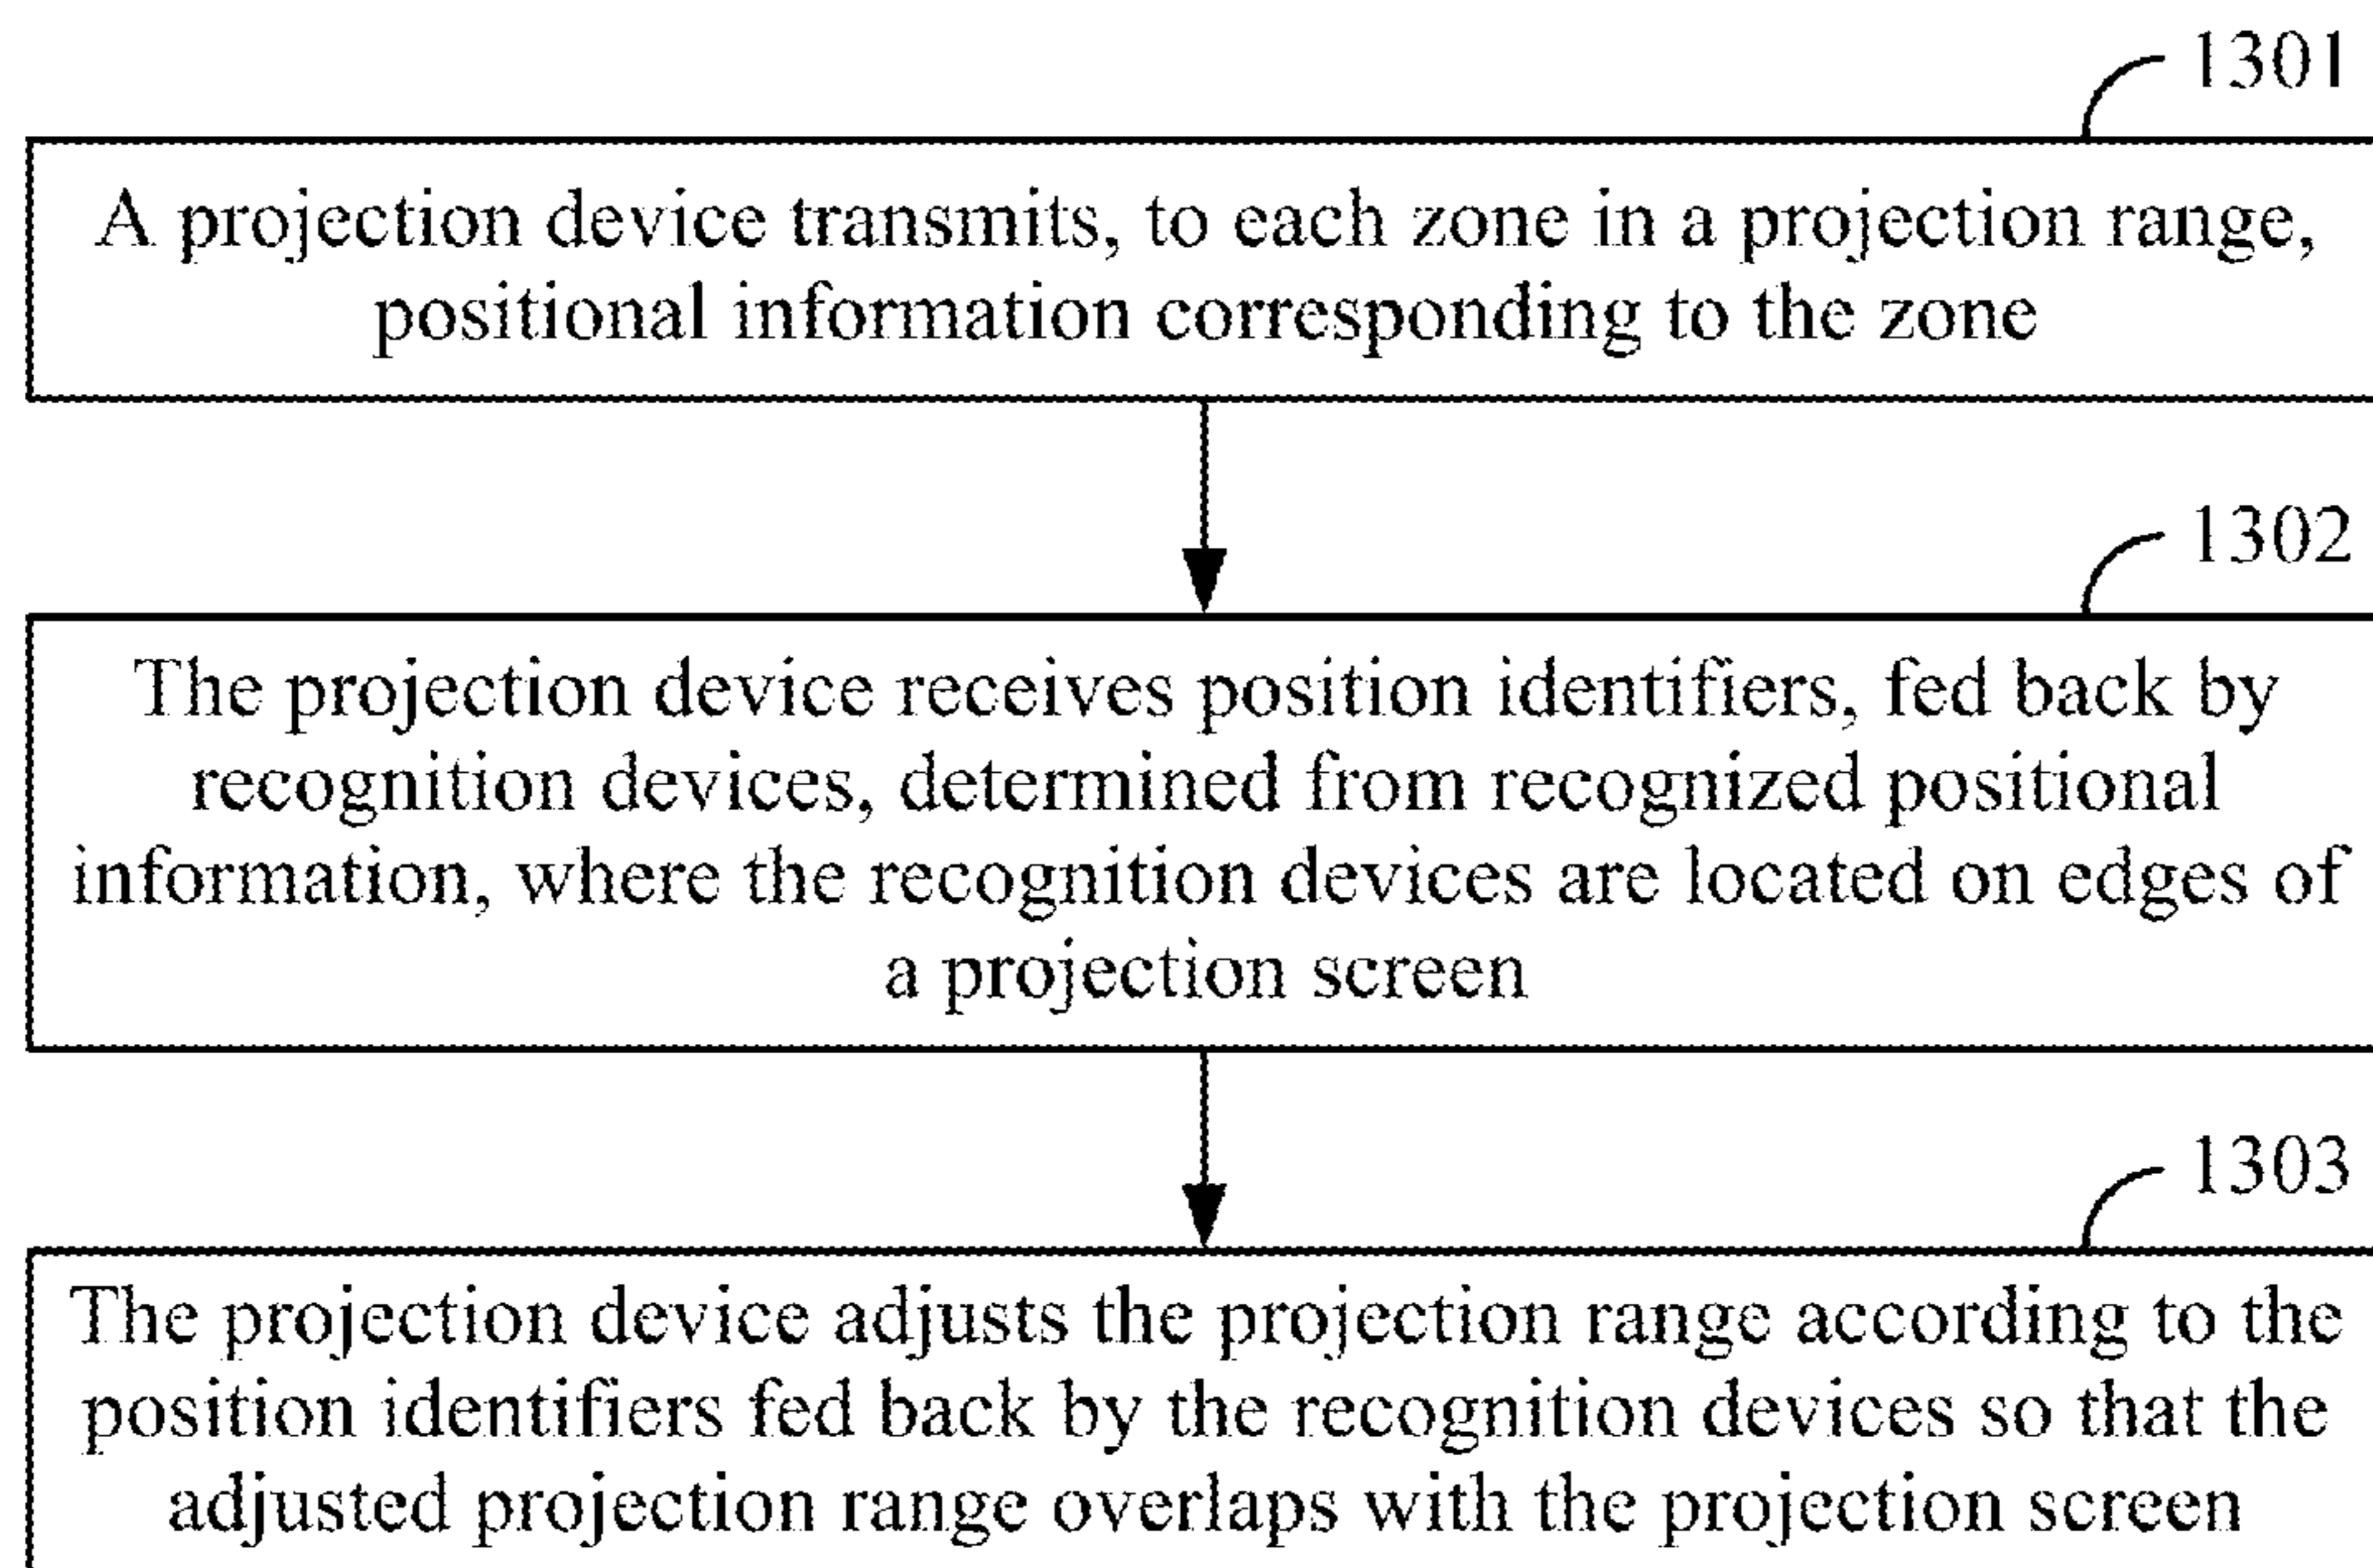 1301
A projection device transmits, to each zone in a projection range,
positional information corresponding to the zone
1302
The projection device receives position identifiers, fed back by
recognition devices, determined from recognized positional
information, where the recognition devices are located on edges of
a projection screen
1303
The projection device adjusts the projection range according to the
position identifiers fed back by the recognition devices so that the
adjusted projection range overlaps with the projection screen